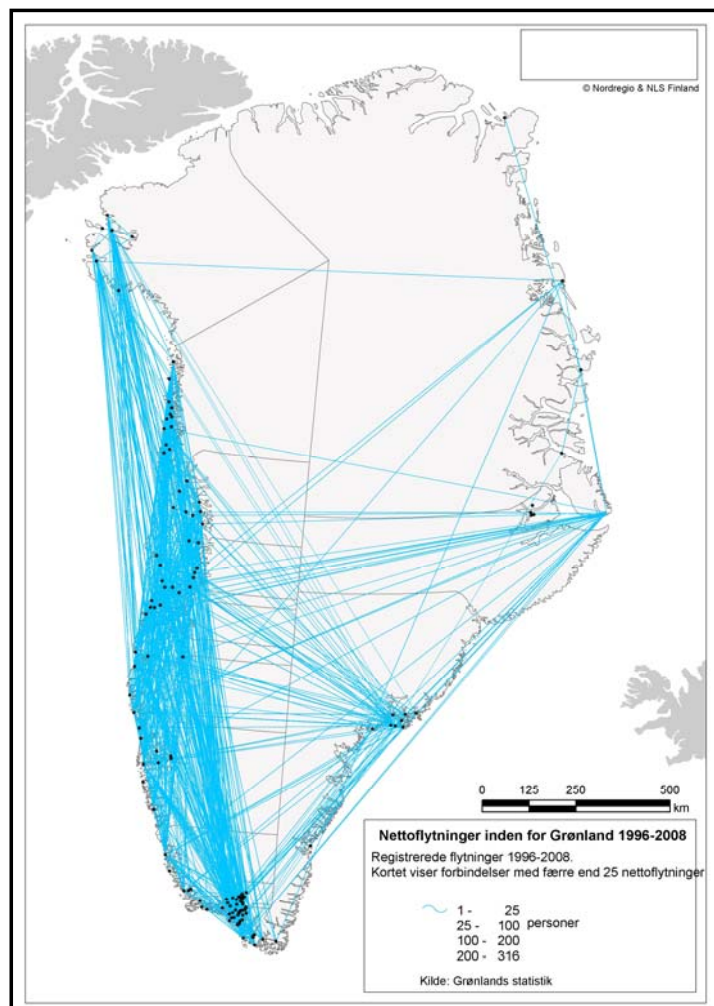 © Nordregio & NLS Finland
0 125 250 500
km
Nettoflytninger inden for Grønland 1996-2008
Registrerede flytninger 1996-2008.
Kortet viser forbindelser med færre end 25 nettoflytninger
1 - 25
25 - 100 personer
100 - 200
200 - 316
Kilde: Grønlands statistik